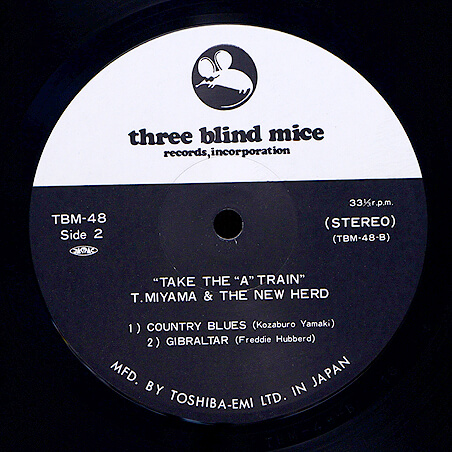 three blind mice
records, incorporation
TBM-48
Side 2
33⅓ r.p.m.
(STEREO)
(TBM-48-B)
"TAKE THE "A" TRAIN"
T. MIYAMA & THE NEW HERD
1) COUNTRY BLUES (Kozaburo Yamaki)
2) GIBRALTAR (Freddie Hubberd)
MFD. BY TOSHIBA-EMI LTD. IN JAPAN